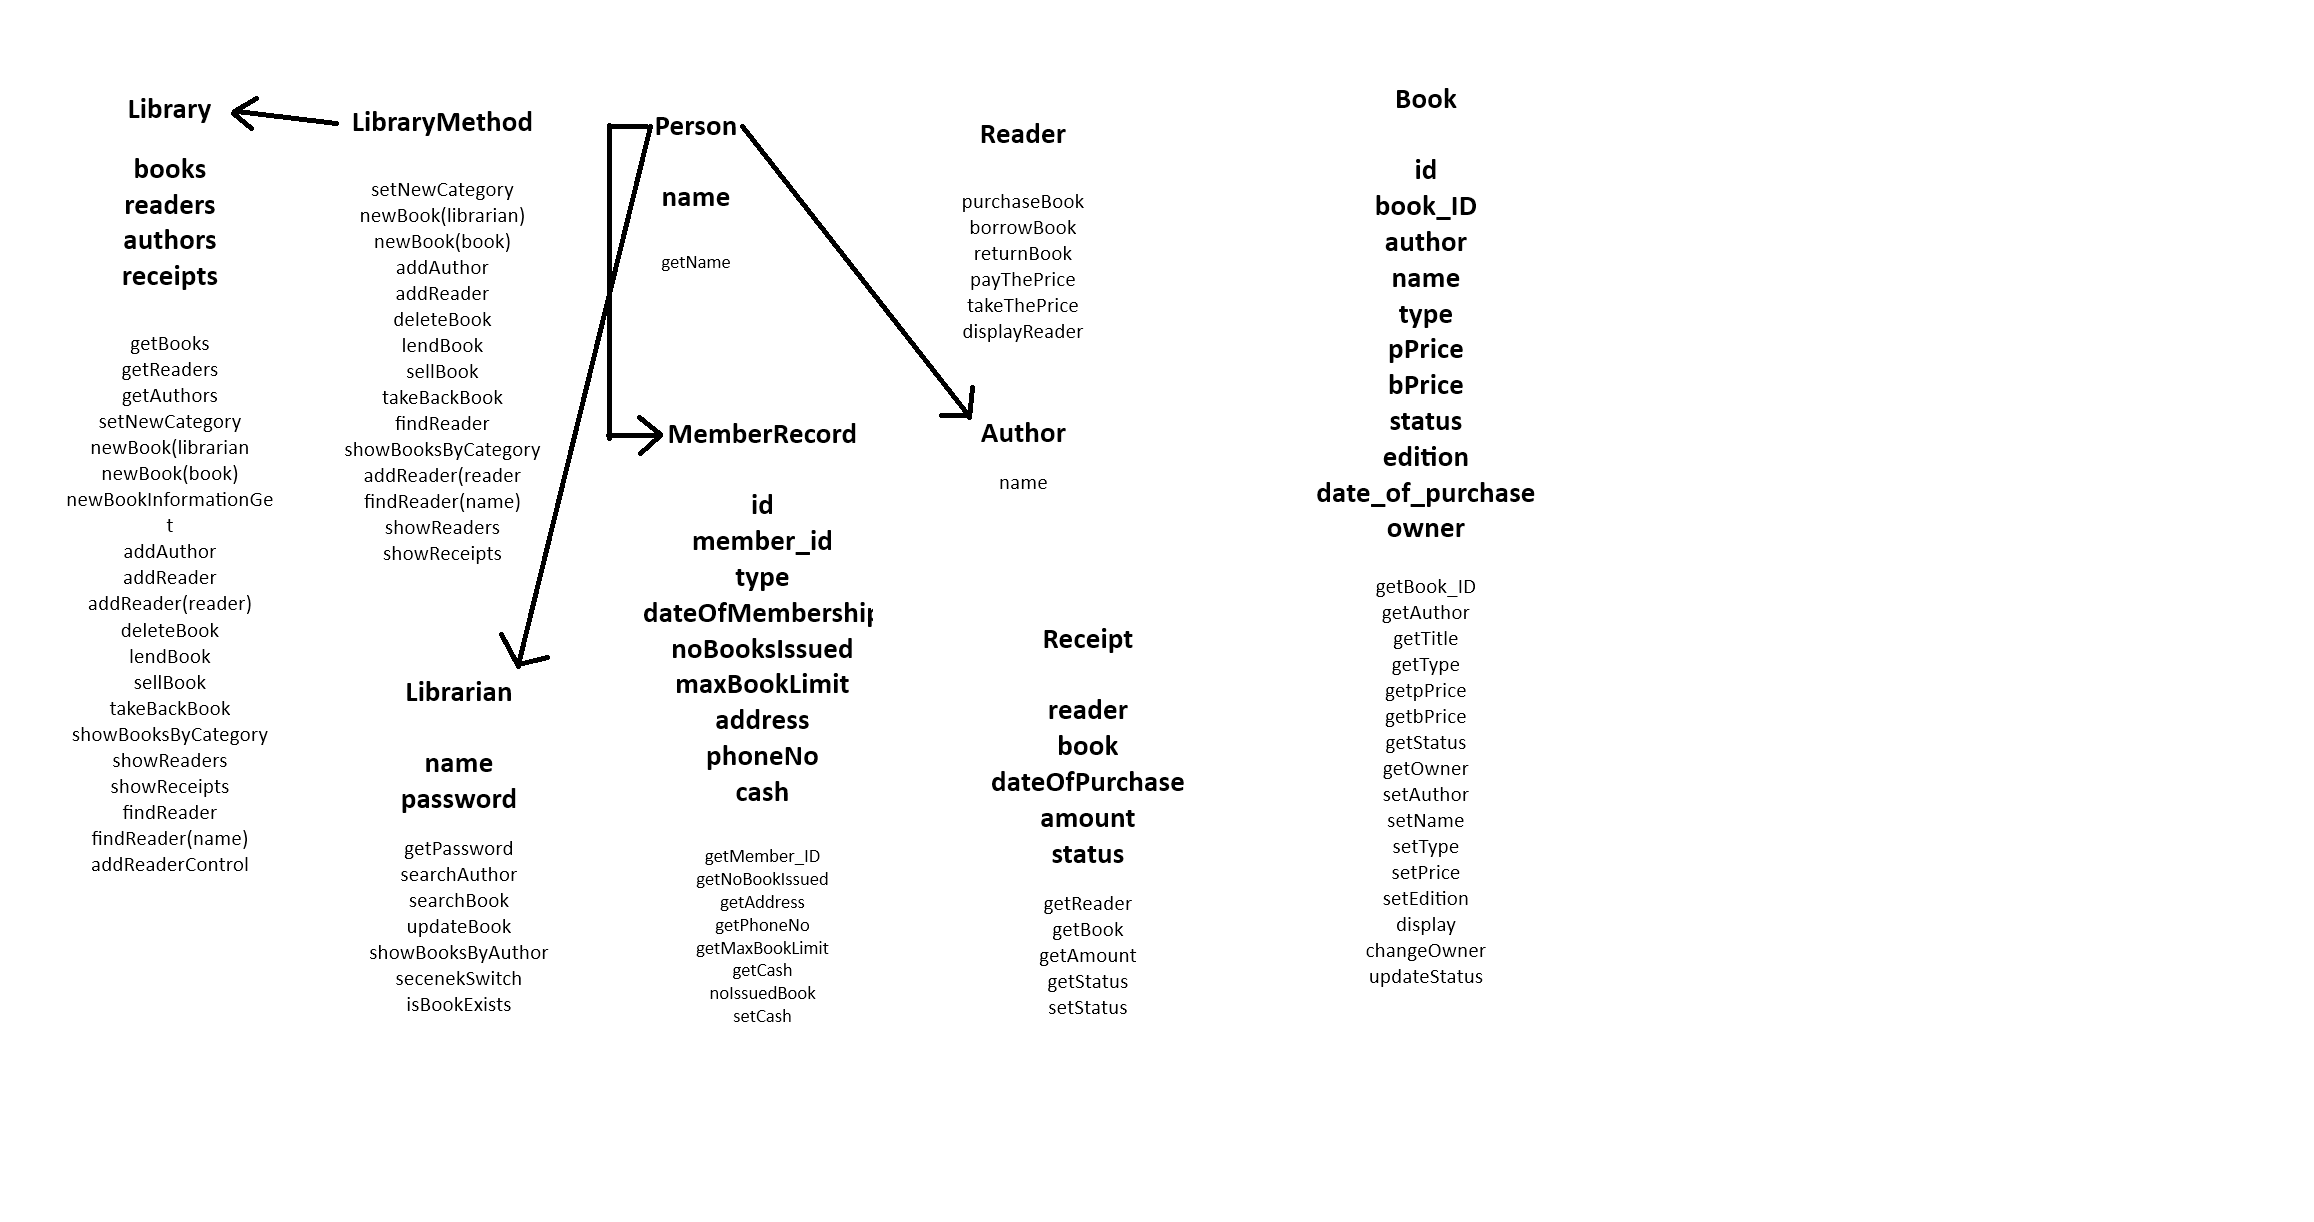 Library
books
readers
authors
receipts
getBooks
getReaders
getAuthors
setNewCategory
newBook(librarian
newBook(book)
newBookInformationGe
t
addAuthor
addReader
addReader(reader)
deleteBook
lendBook
sellBook
takeBackBook
showBooksByCategory
showReaders
showReceipts
findReader
findReader(name)
addReaderControl
LibraryMethod
setNewCategory
newBook(librarian)
newBook(book)
addAuthor
addReader
deleteBook
lendBook
sellBook
takeBackBook
findReader
showBooksByCategory
addReader(reader
findReader(name)
showReaders
showReceipts
Librarian
name
password
getPassword
searchAuthor
searchBook
updateBook
showBooksByAuthor
secenekSwitch
isBookExists
Person
name
getName
MemberRecord
id
member_id
type
dateOfMembership
noBooksIssued
maxBookLimit
address
phoneNo
cash
getMember_ID
getNoBookIssued
getAddress
getPhoneNo
getMaxBookLimit
getCash
noIssuedBook
setCash
Reader
purchaseBook
borrowBook
returnBook
payThePrice
takeThePrice
displayReader
Author
name
Receipt
reader
book
dateOfPurchase
amount
status
getReader
getBook
getAmount
getStatus
setStatus
Book
id
book_ID
author
name
type
pPrice
bPrice
status
edition
date_of_purchase
owner
getBook_ID
getAuthor
getTitle
getType
getpPrice
getbPrice
getStatus
getOwner
setAuthor
setName
setType
setPrice
setEdition
display
changeOwner
updateStatus